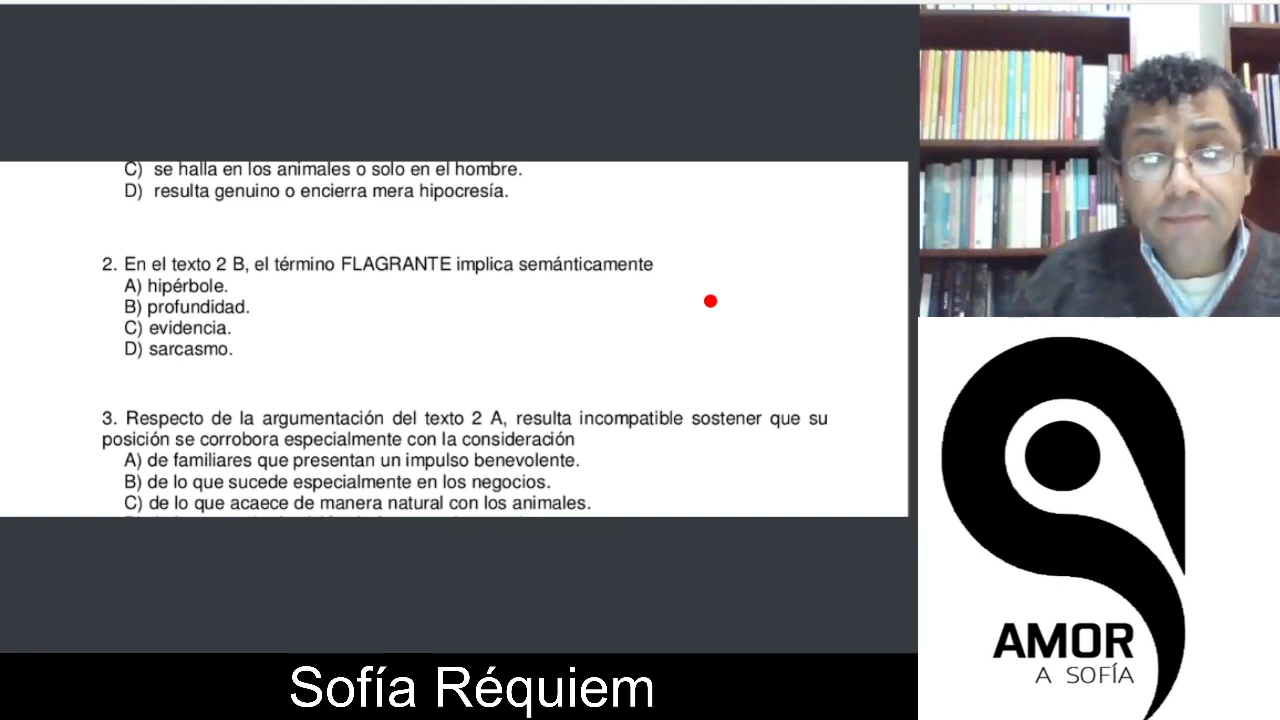 C) se halla en los animales o solo en el hombre.
D) resulta genuino o encierra mera hipocresía.
2. En el texto 2 B, el término FLAGRANTE implica semánticamente
A) hipérbole.
B) profundidad.
C) evidencia.
D) sarcasmo.
3. Respecto de la argumentación del texto 2 A, resulta incompatible sostener que su
posición se corrobora especialmente con la consideración
A) de familiares que presentan un impulso benevolente.
B) de lo que sucede especialmente en los negocios.
C) de lo que acaece de manera natural con los animales.
AMOR
A SOFÍA
Sofía Réquiem